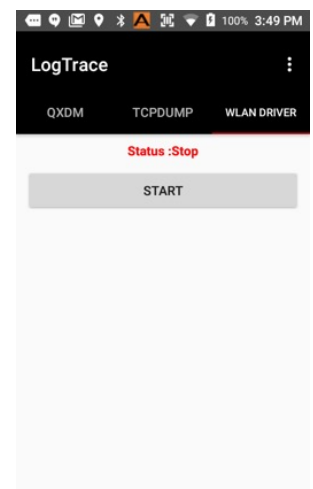 100% 3:49 PM
LogTrace
QXDM TCPDUMP WLAN DRIVER
Status :Stop
START